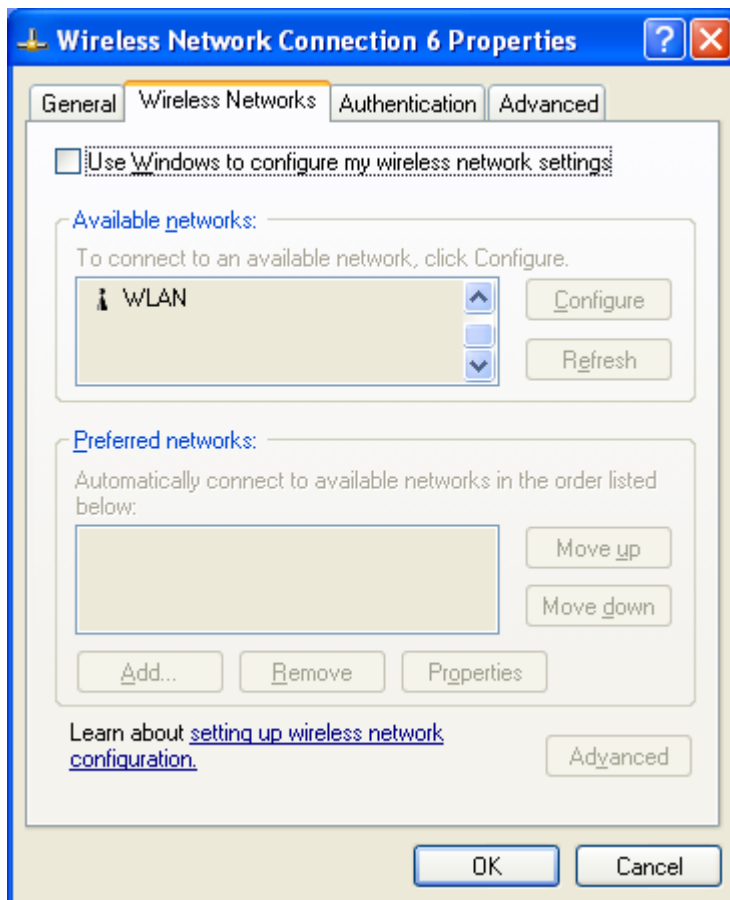 Wireless Network Connection 6 Properties
General Wireless Networks Authentication Advanced
Use Windows to configure my wireless network settings
Available networks:
To connect to an available network, click Configure.
WLAN
Configure
Refresh
Preferred networks:
Automatically connect to available networks in the order listed
below:
Move up
Move down
Add... Remove Properties
Learn about setting up wireless network
configuration.
Advanced
OK Cancel